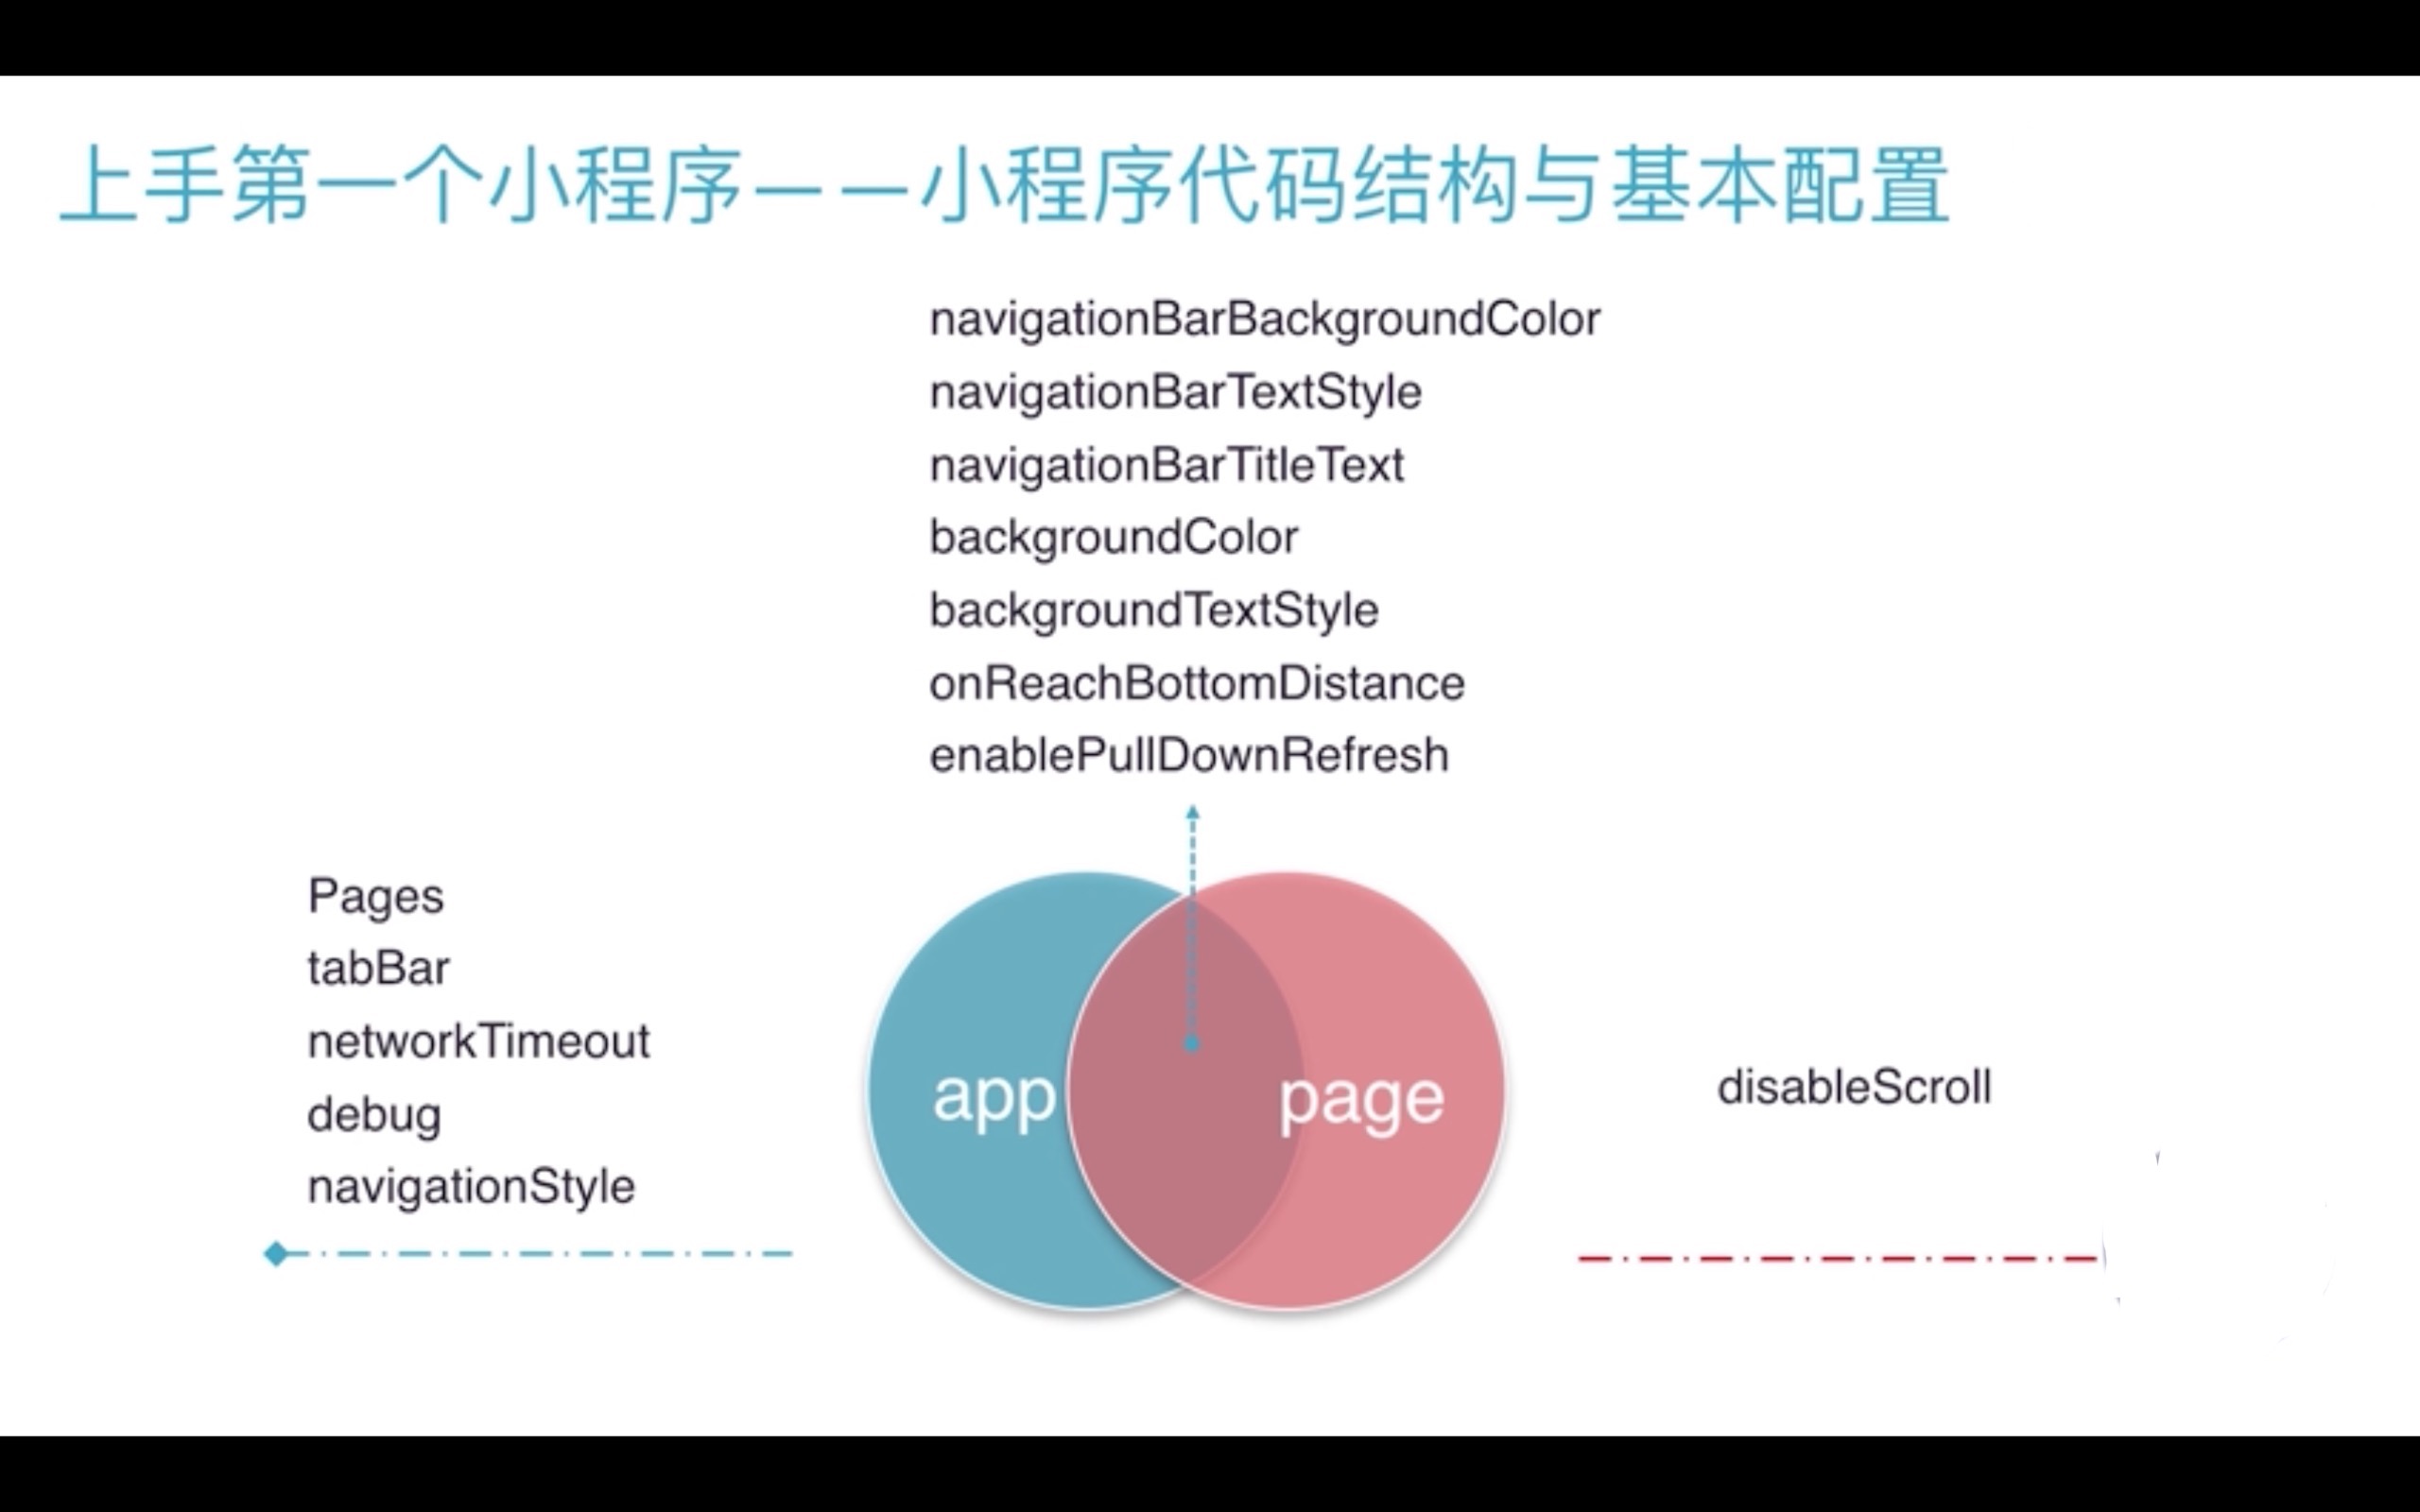 上手第一个小程序——小程序代码结构与基本配置
navigationBarBackgroundColor
navigationBarTextStyle
navigationBarTitleText
backgroundColor
backgroundTextStyle
onReachBottomDistance
enablePullDownRefresh
Pages
tabBar
networkTimeout
debug
navigationStyle
app
page
disableScroll